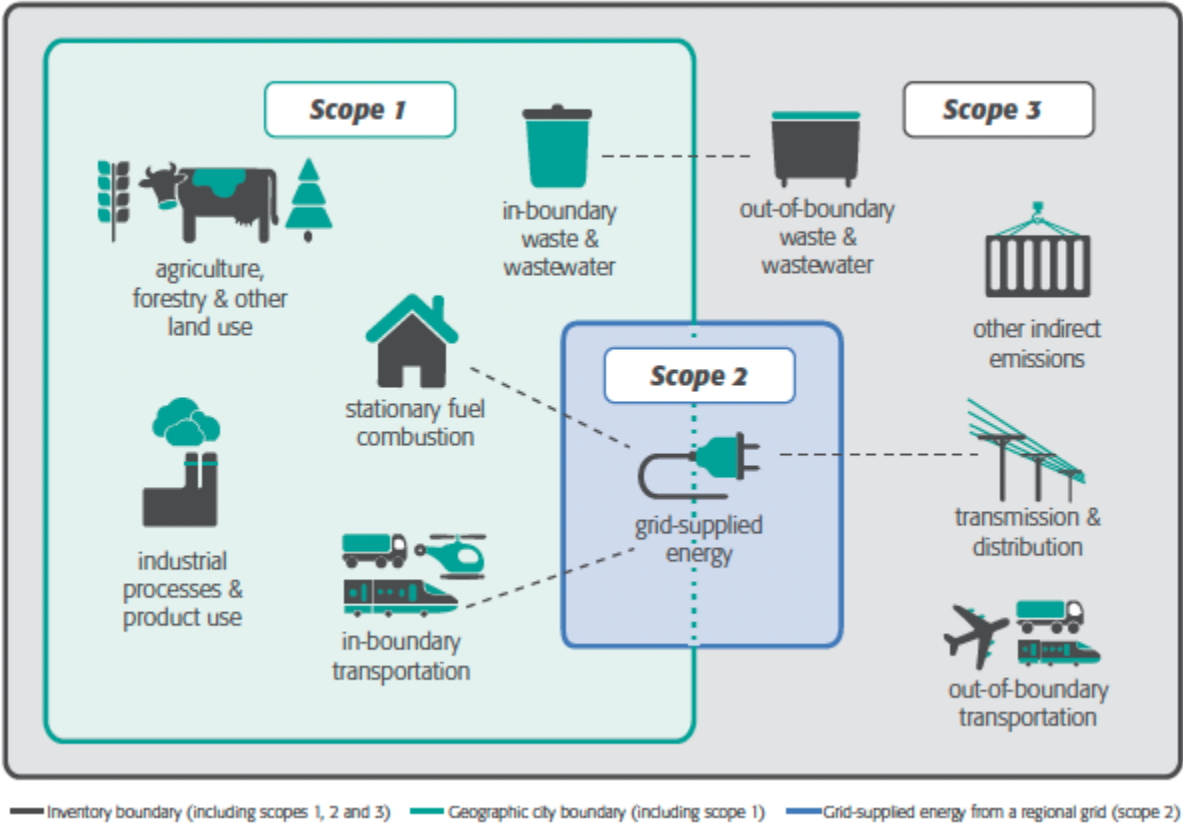 Scope 1
Scope 3
in-boundary
waste &
wastewater
out-of-boundary
waste &
wastewater
agriculture,
forestry & other
land use
other indirect
emissions
Scope 2
stationary fuel
combustion
grid-supplied
energy
transmission &
distribution
industrial
processes &
product use
in-boundary
transportation
out-of-boundary
transportation
Inventory boundary (including scopes 1, 2 and 3)
Geographic city boundary (including scope 1)
Grid-supplied energy from a regional grid (scope 2)